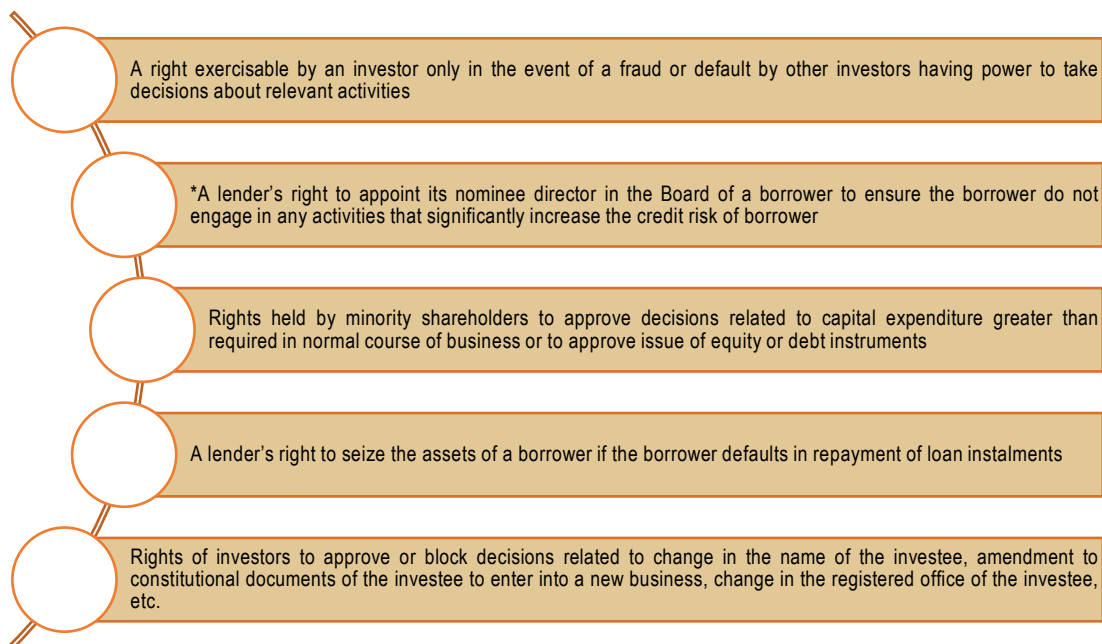 A right exercisable by an investor only in the event of a fraud or default by other investors having power to take
decisions about relevant activities
*A lender’s right to appoint its nominee director in the Board of a borrower to ensure the borrower do not
engage in any activities that significantly increase the credit risk of borrower
Rights held by minority shareholders to approve decisions related to capital expenditure greater than
required in normal course of business or to approve issue of equity or debt instruments
A lender’s right to seize the assets of a borrower if the borrower defaults in repayment of loan instalments
Rights of investors to approve or block decisions related to change in the name of the investee, amendment to
constitutional documents of the investee to enter into a new business, change in the registered office of the investee,
etc.